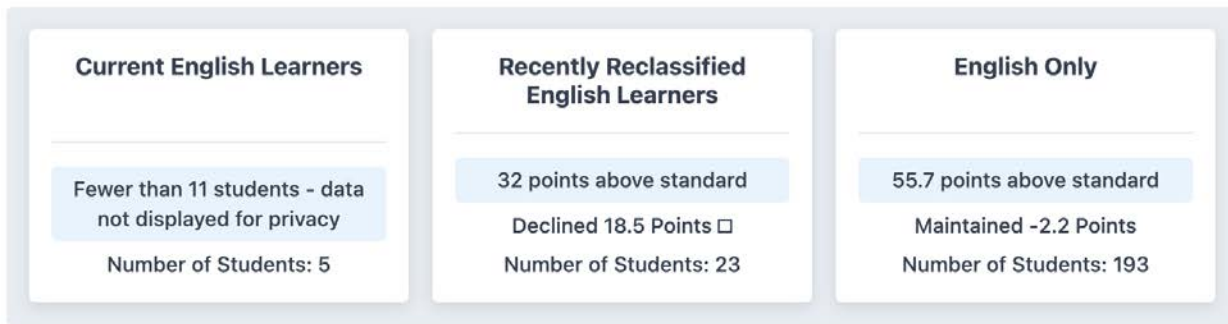 Current English Learners
Fewer than 11 students - data
not displayed for privacy
Number of Students: 5
Recently Reclassified
English Learners
32 points above standard
Declined 18.5 Points □
Number of Students: 23
English Only
55.7 points above standard
Maintained -2.2 Points
Number of Students: 193